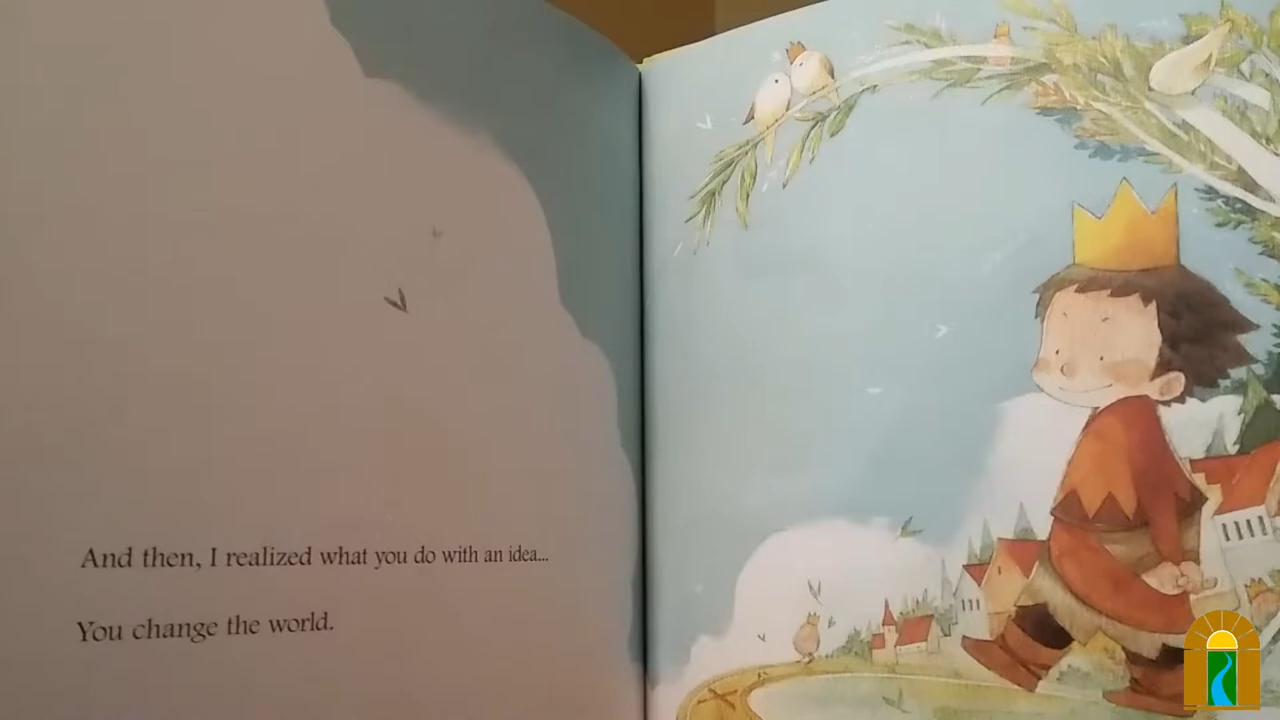 And then, I realized what you do with an idea...
You change the world.